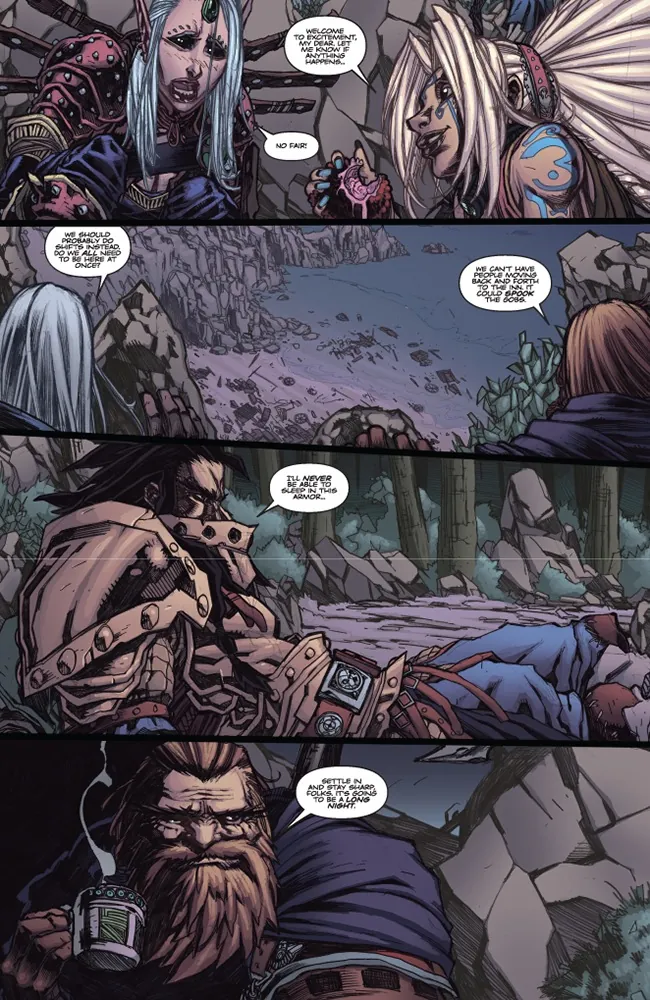 WELCOME
TO EXCITEMENT,
MY DEAR. LET
ME KNOW IF
ANYTHING
HAPPENS...
NO FAIR!
WE SHOULD
PROBABLY DO
SHIFTS INSTEAD.
DO WE ALL NEED
TO BE HERE AT
ONCE?
WE CAN'T HAVE
PEOPLE MOVING
BACK AND FORTH
TO THE INN. IT
COULD SPOOK
THE GOBS.
I'LL NEVER
BE ABLE TO
SLEEP IN THIS
ARMOR...
SETTLE IN
AND STAY SHARP,
FOLKS. IT'S GOING
TO BE A LONG
NIGHT.